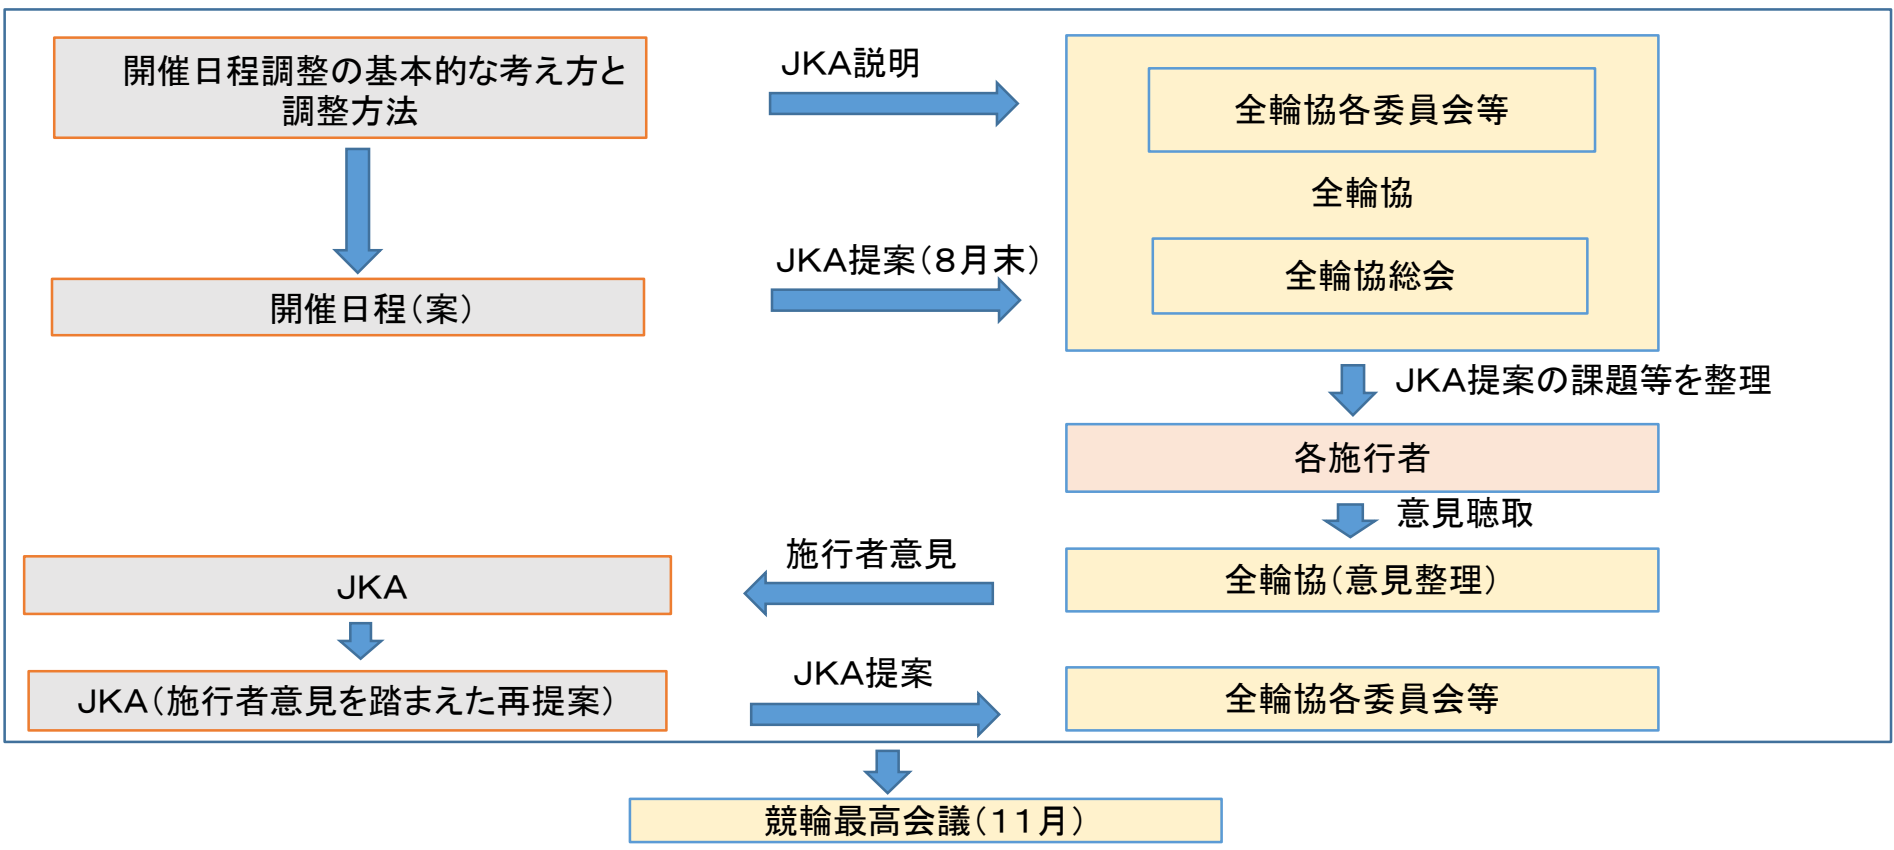 開催日程調整の基本的な考え方と
調整方法
JKA説明
全輪協各委員会等
全輪協
JKA提案（８月末）
全輪協総会
開催日程（案）
JKA提案の課題等を整理
各施行者
意見聴取
施行者意見
全輪協（意見整理）
JKA
JKA提案
JKA（施行者意見を踏まえた再提案）
全輪協各委員会等
競輪最高会議（１１月）